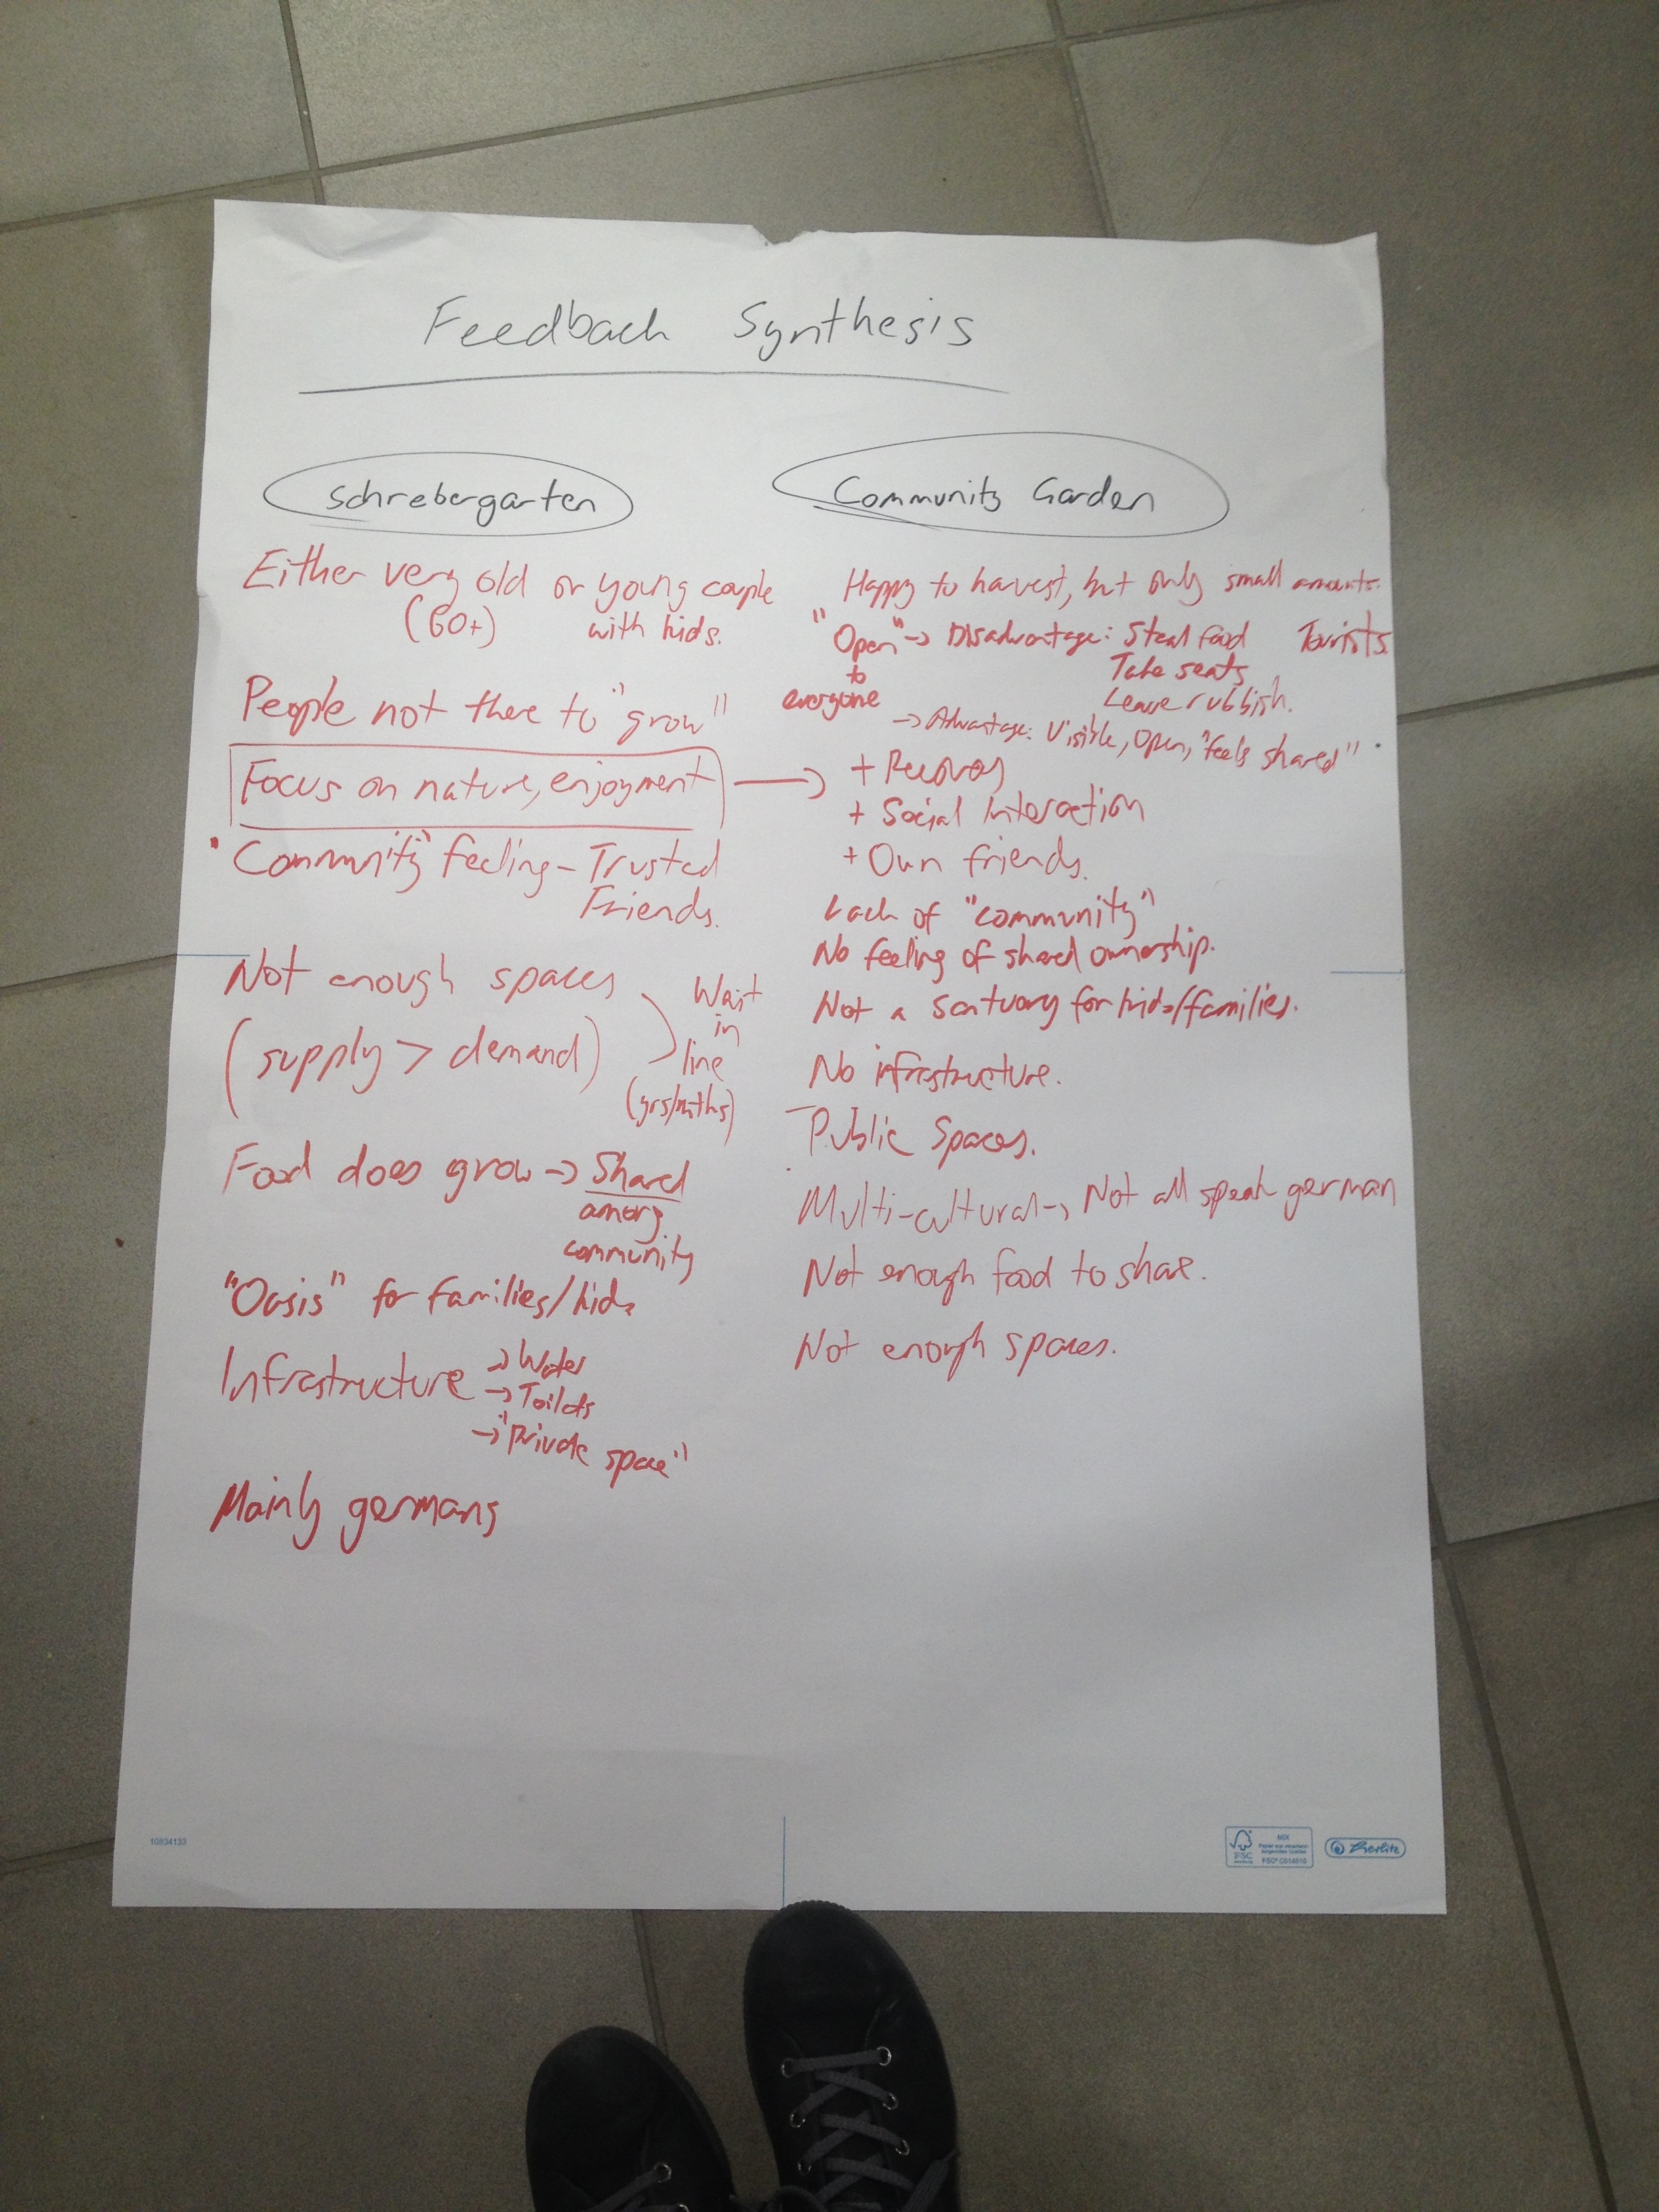 Feedback Synthesis
Schrebergarten
Either very old or young couple
(60+) with kids.
People not there to "grow"
Focus on nature, enjoyment →
"Community" feeling - Trusted
Friends.
Not enough spaces
(supply > demand)
Wait
in
line
(yrs/mths)
Food does grow → Shared
among
community
"Oasis" for families/kids
Infrastructure → Water
→ Toilets
→ "Private space"
Mainly germans
Community Garden
Happy to harvest, but only small amounts.
"Open" → Disadvantage: Steal food Tourists
to
everyone
Take seats
Leave rubbish.
→ Advantage: Visible, Open, "feels shared"
+
+ Social Interaction
+ Own friends.
Lack of "community"
No feeling of shared ownership.
Not a Santuary for kids/families.
No infrastructure.
Public Spaces.
Multi-cultural → Not all speak german
Not enough food to share.
Not enough spaces.
10834133
FSC
MIX
Herlitz